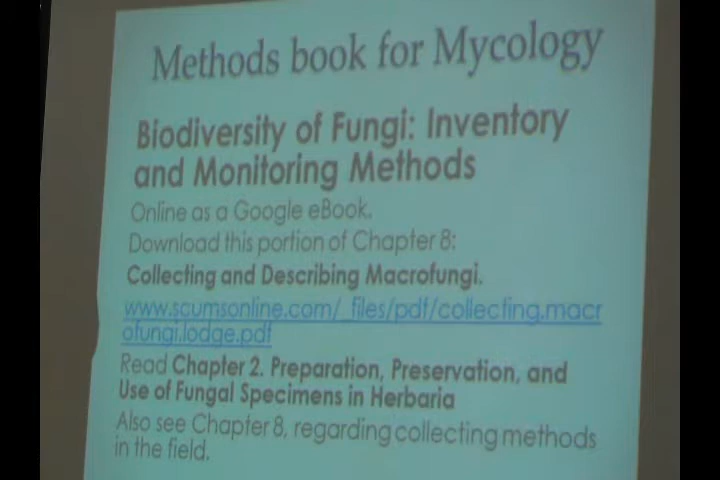 Methods book for Mycology
Biodiversity of Fungi: Inventory
and Monitoring Methods
Online as a Google eBook.
Download this portion of Chapter 8:
Collecting and Describing Macrofungi.
www.scumsonline.com/_files/pdf/collecting.macr
ofungi.lodge.pdf
Read Chapter 2. Preparation, Preservation, and
Use of Fungal Specimens in Herbaria
Also see Chapter 8, regarding collecting methods
in the field.